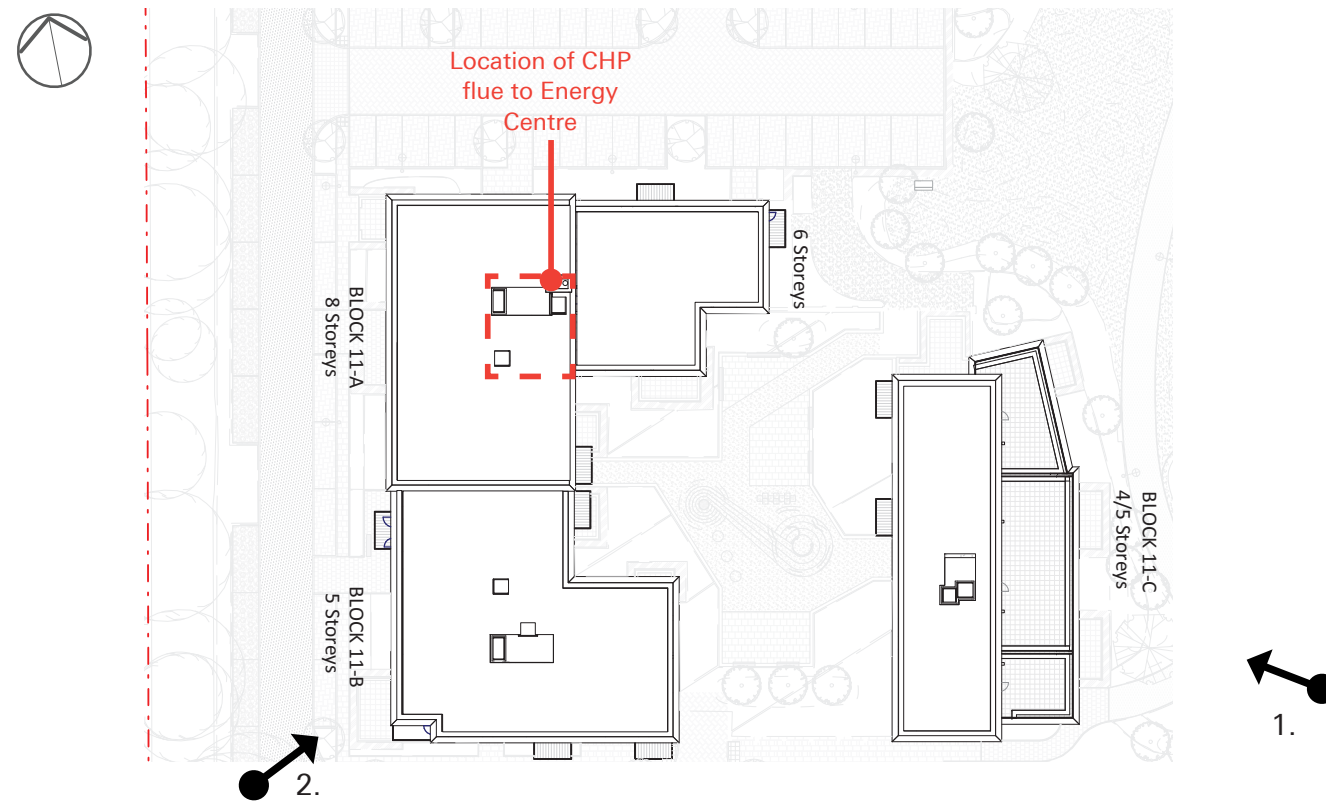 Location of CHP
flue to Energy
Centre
6 Storeys
BLOCK 11-A
8 Storeys
BLOCK 11-C
4/5 Storeys
BLOCK 11-B
5 Storeys
1.
2.